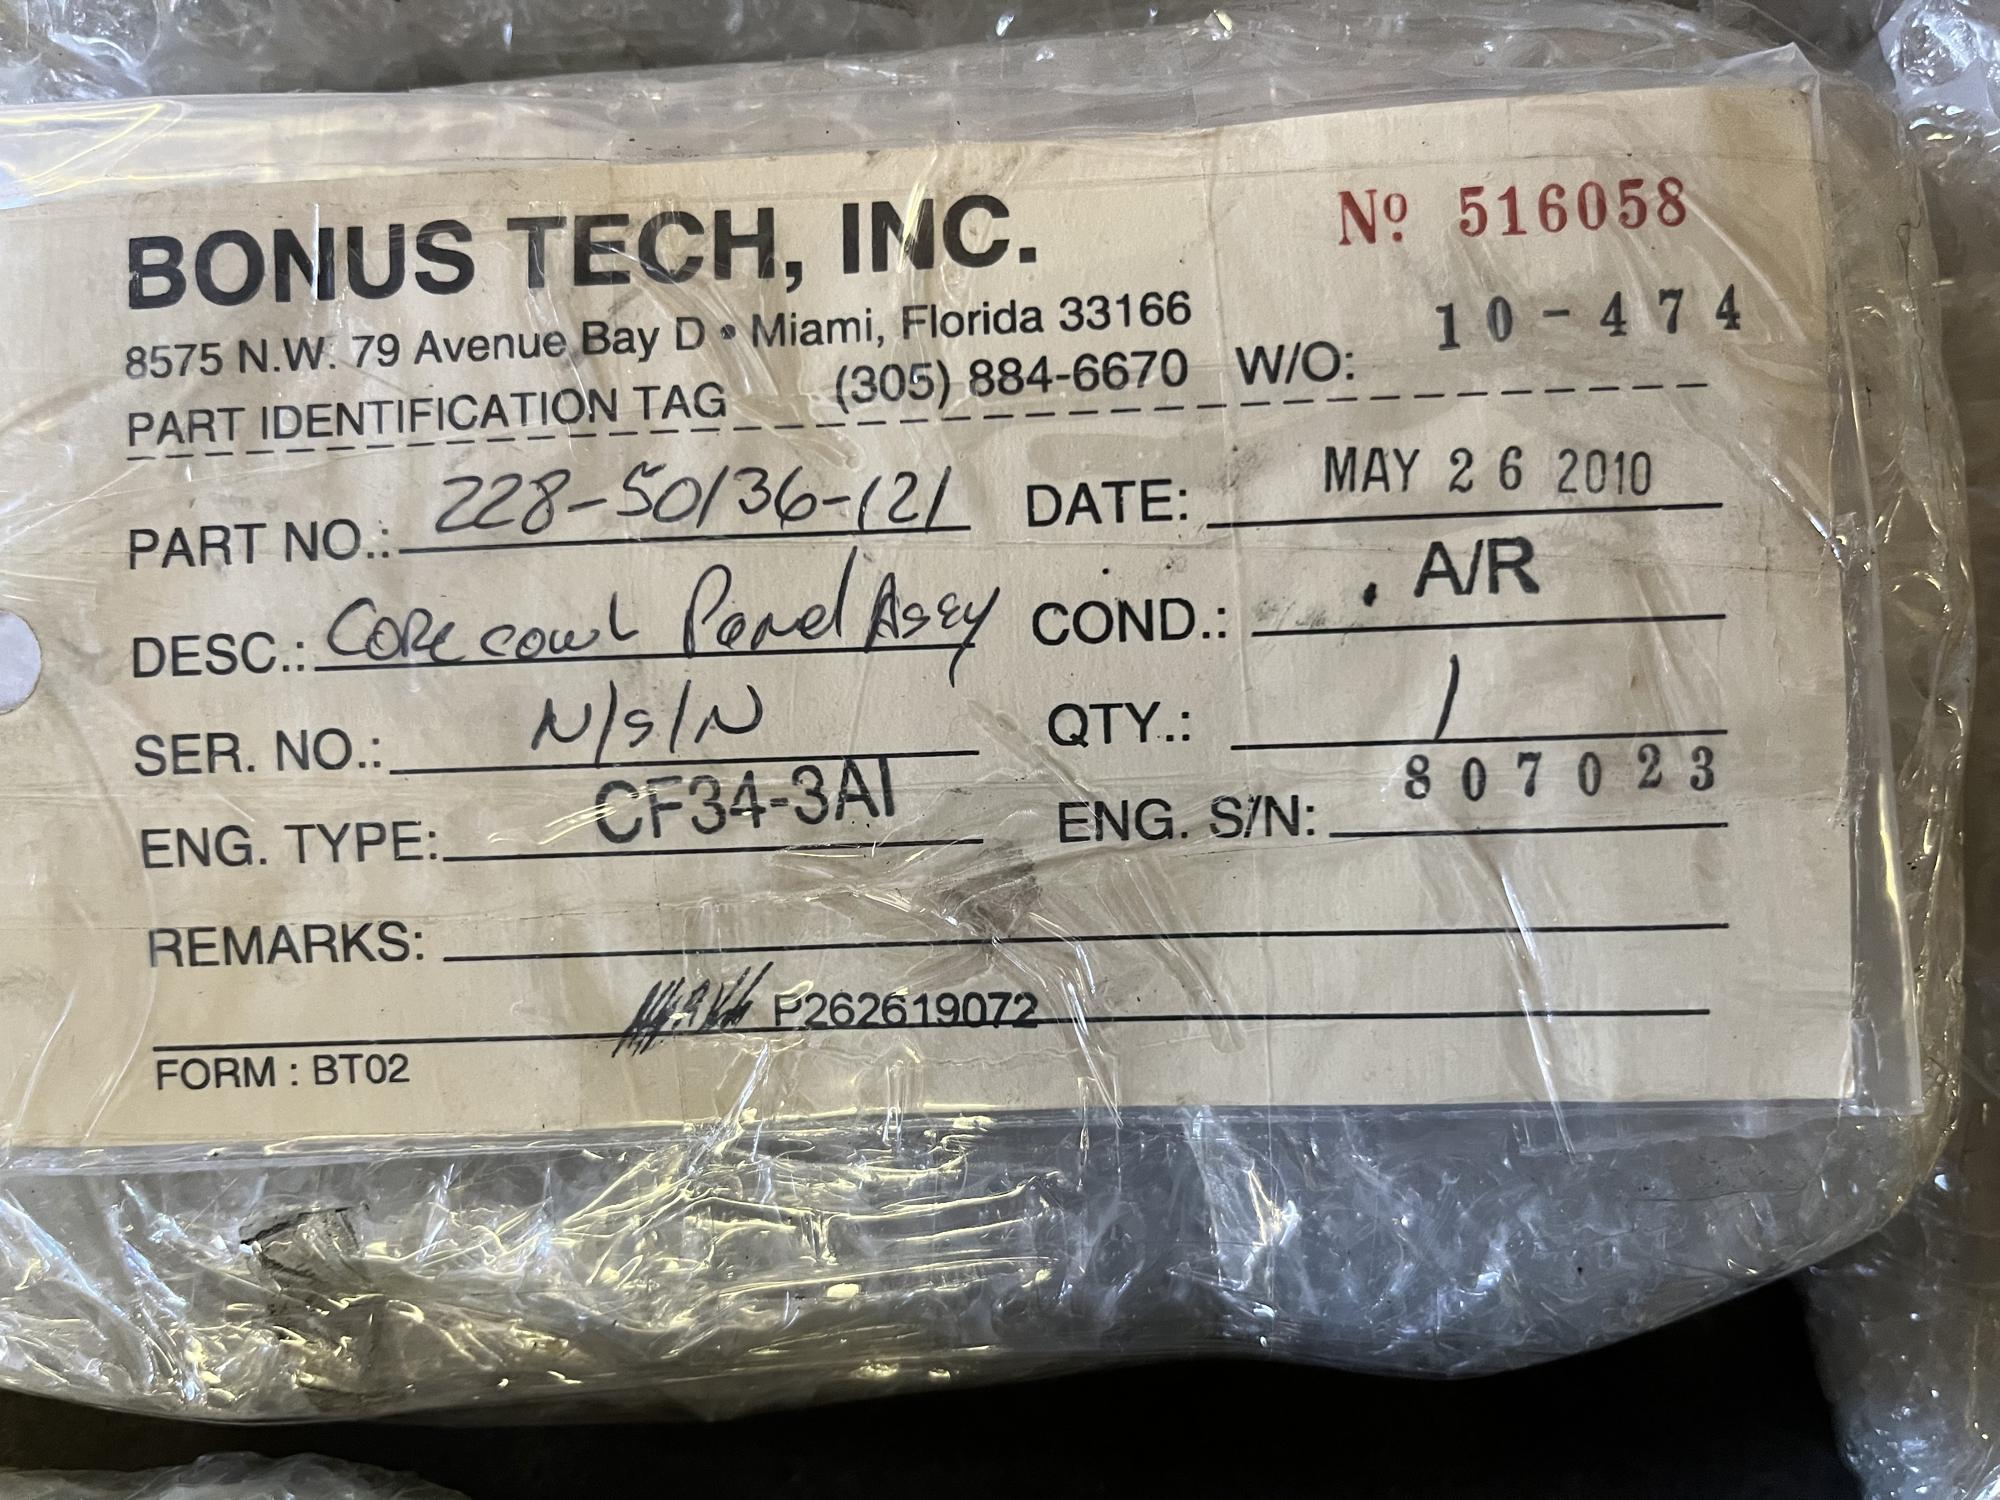 BONUS TECH, INC.
Nº 516058
8575 N.W. 79 Avenue Bay D • Miami, Florida 33166
PART IDENTIFICATION TAG (305) 884-6670 W/O: 10-474
PART NO.: 228-50136-121 DATE: MAY 26 2010
DESC.: Core cowl Panel Assy COND.: . A/R
SER. NO.: N/S/N QTY.: 1
ENG. TYPE: CF34-3A1 ENG. S/N: 807023
REMARKS:
P262619072
FORM : BT02